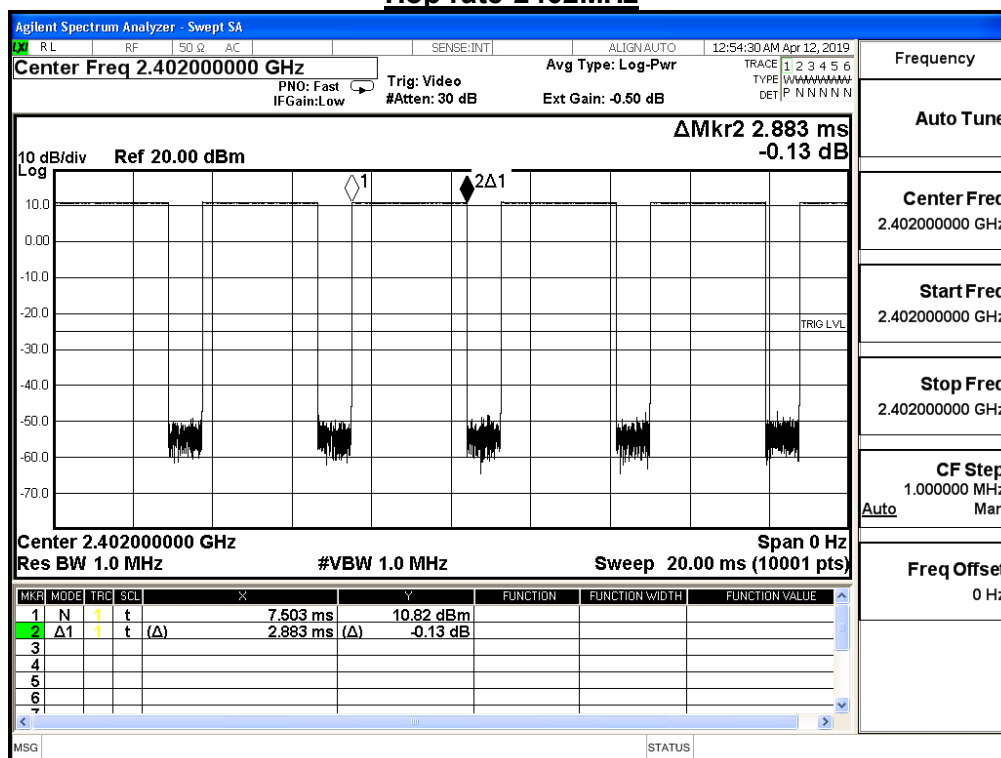 Hop rate-2402MHz
Agilent Spectrum Analyzer - Swept SA
LXI RL RF 50 Ω AC SENSE:INT ALIGN AUTO 12:54:30 AM Apr 12, 2019
Center Freq 2.402000000 GHz
PNO: Fast
IFGain:Low
Trig: Video
#Atten: 30 dB
Avg Type: Log-Pwr
Ext Gain: -0.50 dB
TRACE 1 2 3 4 5 6
TYPE
DET P N N N N N
ΔMkr2 2.883 ms
-0.13 dB
10 dB/div Ref 20.00 dBm
Log
1 2Δ1
10.0
0.00
-10.0
-20.0
TRIG LVL
-30.0
-40.0
-50.0
-60.0
-70.0
Center 2.402000000 GHz Span 0 Hz
Res BW 1.0 MHz #VBW 1.0 MHz Sweep 20.00 ms (10001 pts)
MKR MODE TRC SCL X Y FUNCTION FUNCTION WIDTH FUNCTION VALUE
1 N 1 t 7.503 ms 10.82 dBm
2 Δ1 1 t (Δ) 2.883 ms (Δ) -0.13 dB
3
4
5
6
7
MSG STATUS
Frequency
Auto Tune
Center Freq
2.402000000 GHz
Start Freq
2.402000000 GHz
Stop Freq
2.402000000 GHz
CF Step
1.000000 MHz
Auto Man
Freq Offset
0 Hz